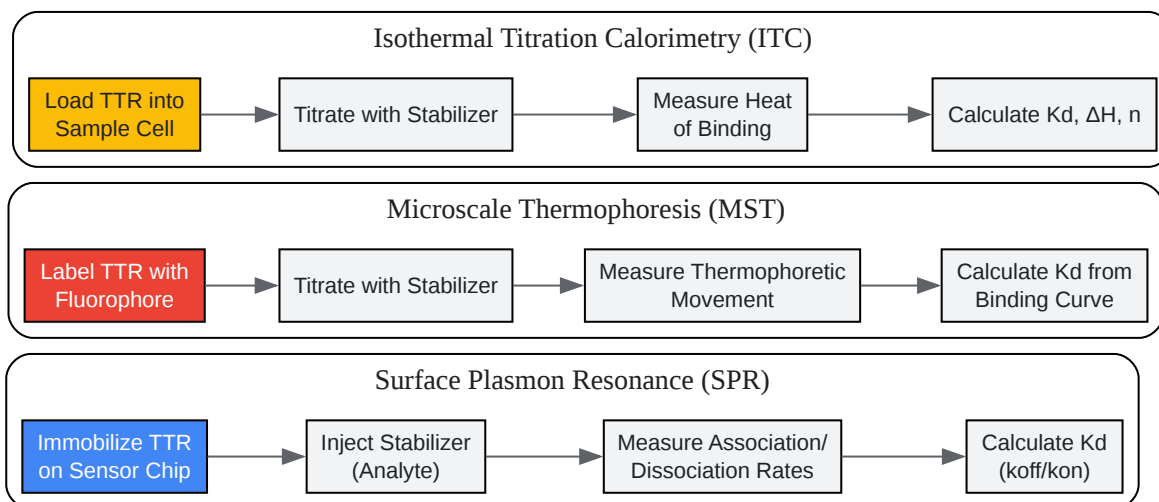 Isothermal Titration Calorimetry (ITC)
Load TTR into
Sample Cell
Titrate with Stabilizer
Measure Heat
of Binding
Calculate Kd, ΔH, n
Microscale Thermophoresis (MST)
Label TTR with
Fluorophore
Titrate with Stabilizer
Measure Thermophoretic
Movement
Calculate Kd from
Binding Curve
Surface Plasmon Resonance (SPR)
Immobilize TTR
on Sensor Chip
Inject Stabilizer
(Analyte)
Measure Association/
Dissociation Rates
Calculate Kd
(koff/kon)